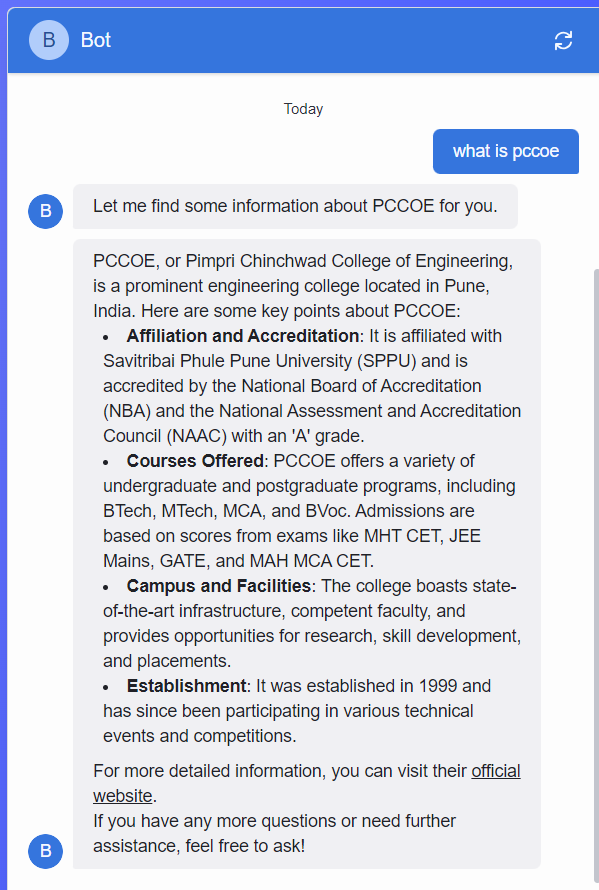 B Bot
Today
what is pccoe
B Let me find some information about PCCOE for you.
PCCOE, or Pimpri Chinchwad College of Engineering,
is a prominent engineering college located in Pune,
India. Here are some key points about PCCOE:
• Affiliation and Accreditation: It is affiliated with
Savitribai Phule Pune University (SPPU) and is
accredited by the National Board of Accreditation
(NBA) and the National Assessment and Accreditation
Council (NAAC) with an 'A' grade.
• Courses Offered: PCCOE offers a variety of
undergraduate and postgraduate programs, including
BTech, MTech, MCA, and BVoc. Admissions are
based on scores from exams like MHT CET, JEE
Mains, GATE, and MAH MCA CET.
• Campus and Facilities: The college boasts state-
of-the-art infrastructure, competent faculty, and
provides opportunities for research, skill development,
and placements.
• Establishment: It was established in 1999 and
has since been participating in various technical
events and competitions.
For more detailed information, you can visit their official
website.
If you have any more questions or need further
assistance, feel free to ask!
B